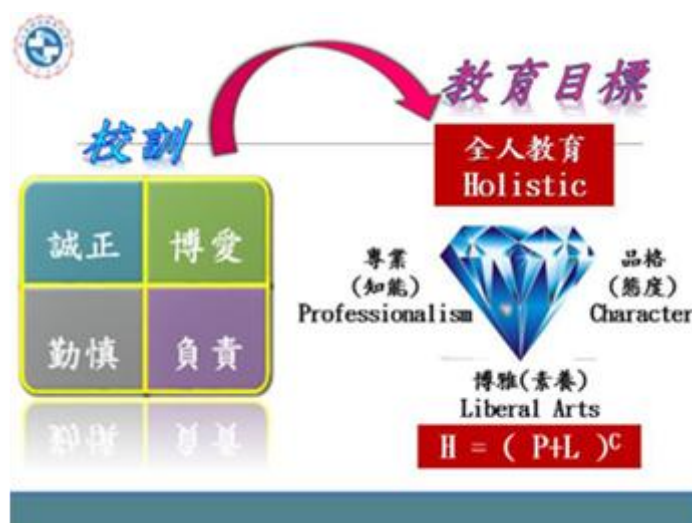 校訓
教育目標
誠正 博愛
勤慎 負責
全人教育
Holistic
專業
(知能)
Professionalism
品格
(態度)
Character
博雅(素養)
Liberal Arts
H = ( P+L )ᶜ